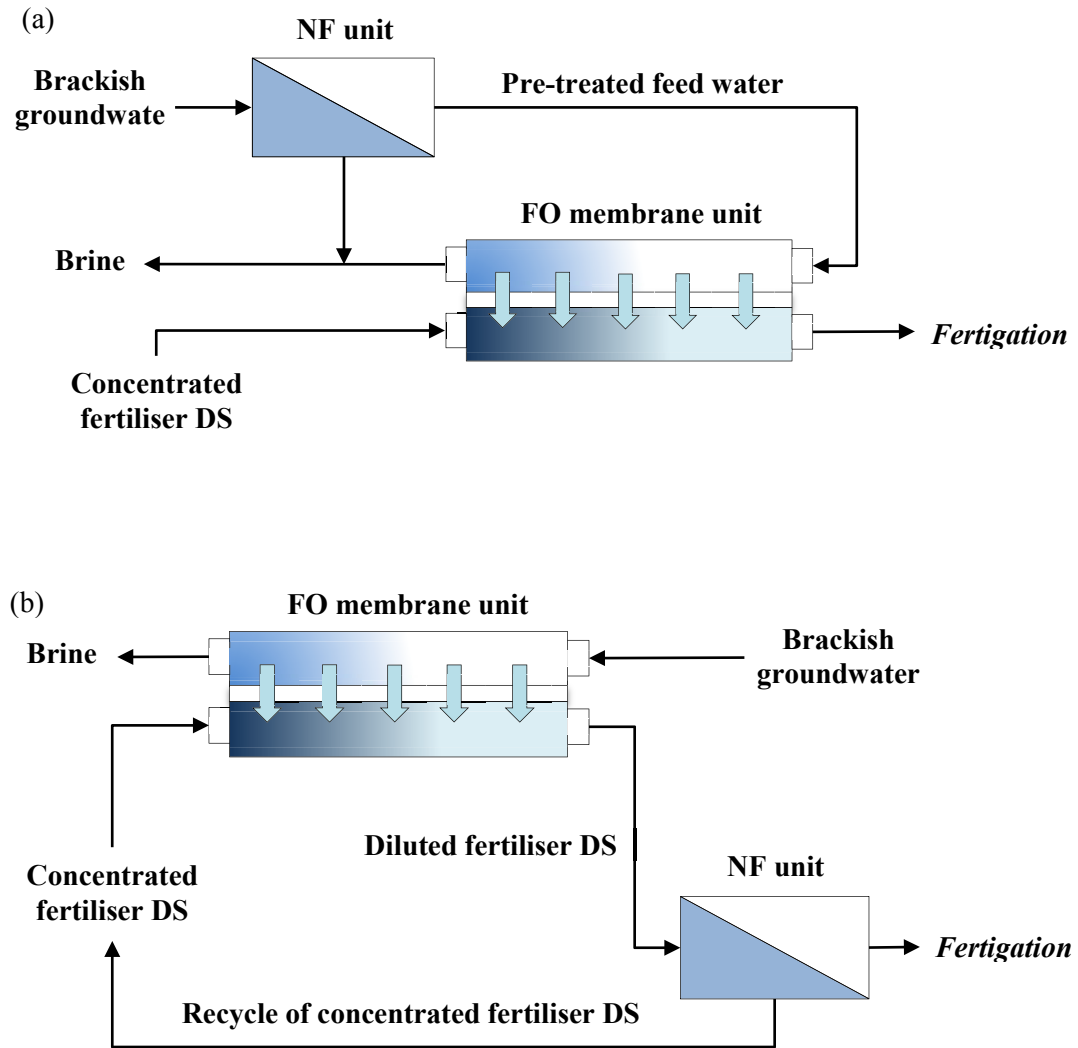 (a)
NF unit
Brackish
groundwate
Pre-treated feed water
FO membrane unit
Brine
Fertigation
Concentrated
fertiliser DS
(b)
FO membrane unit
Brine
Brackish
groundwater
Diluted fertiliser DS
NF unit
Concentrated
fertiliser DS
Fertigation
Recycle of concentrated fertiliser DS